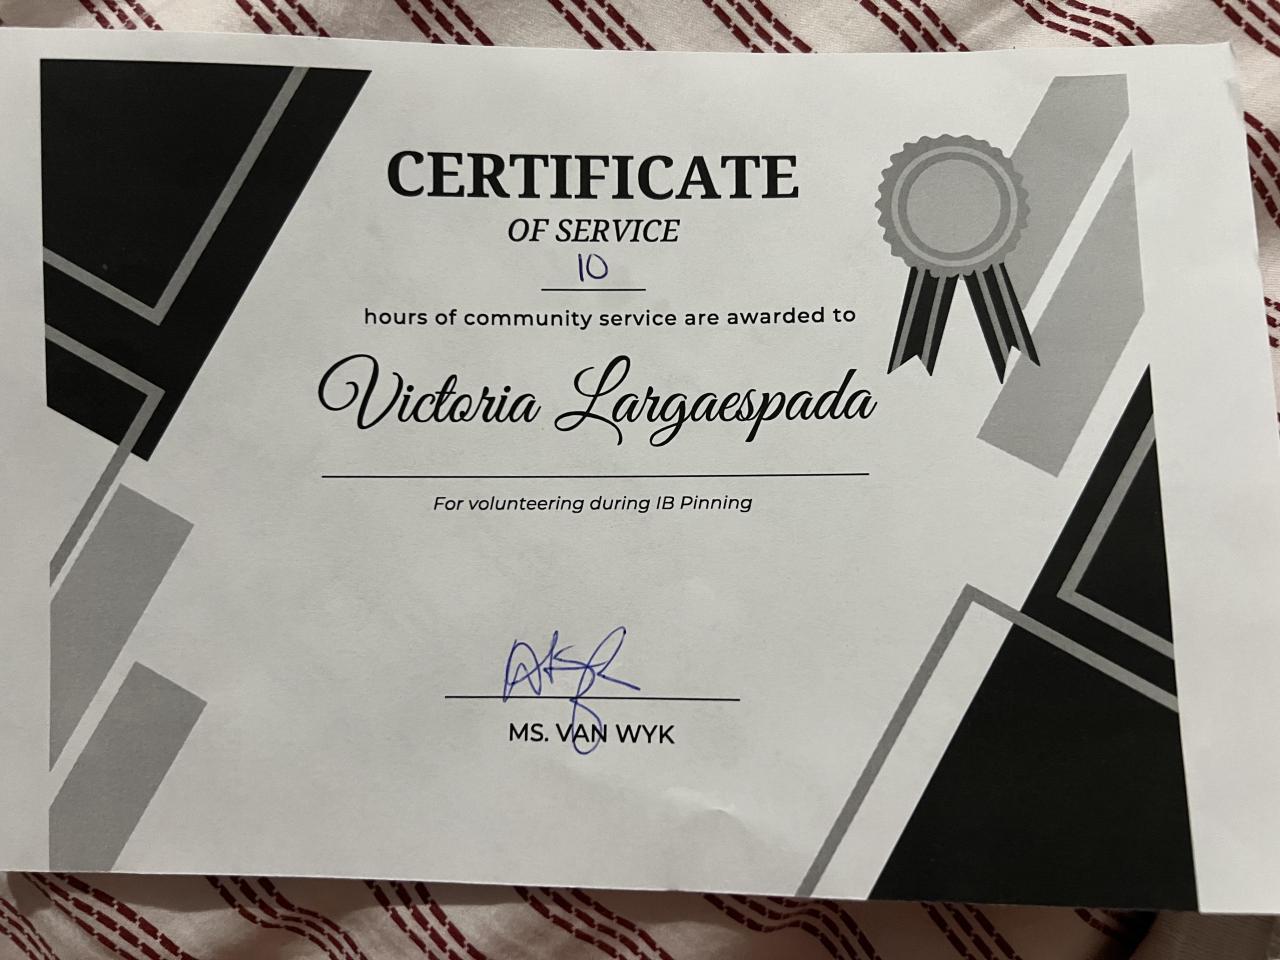 CERTIFICATE
OF SERVICE
10
hours of community service are awarded to
Victoria Largaespada
For volunteering during IB Pinning
MS. VAN WYK